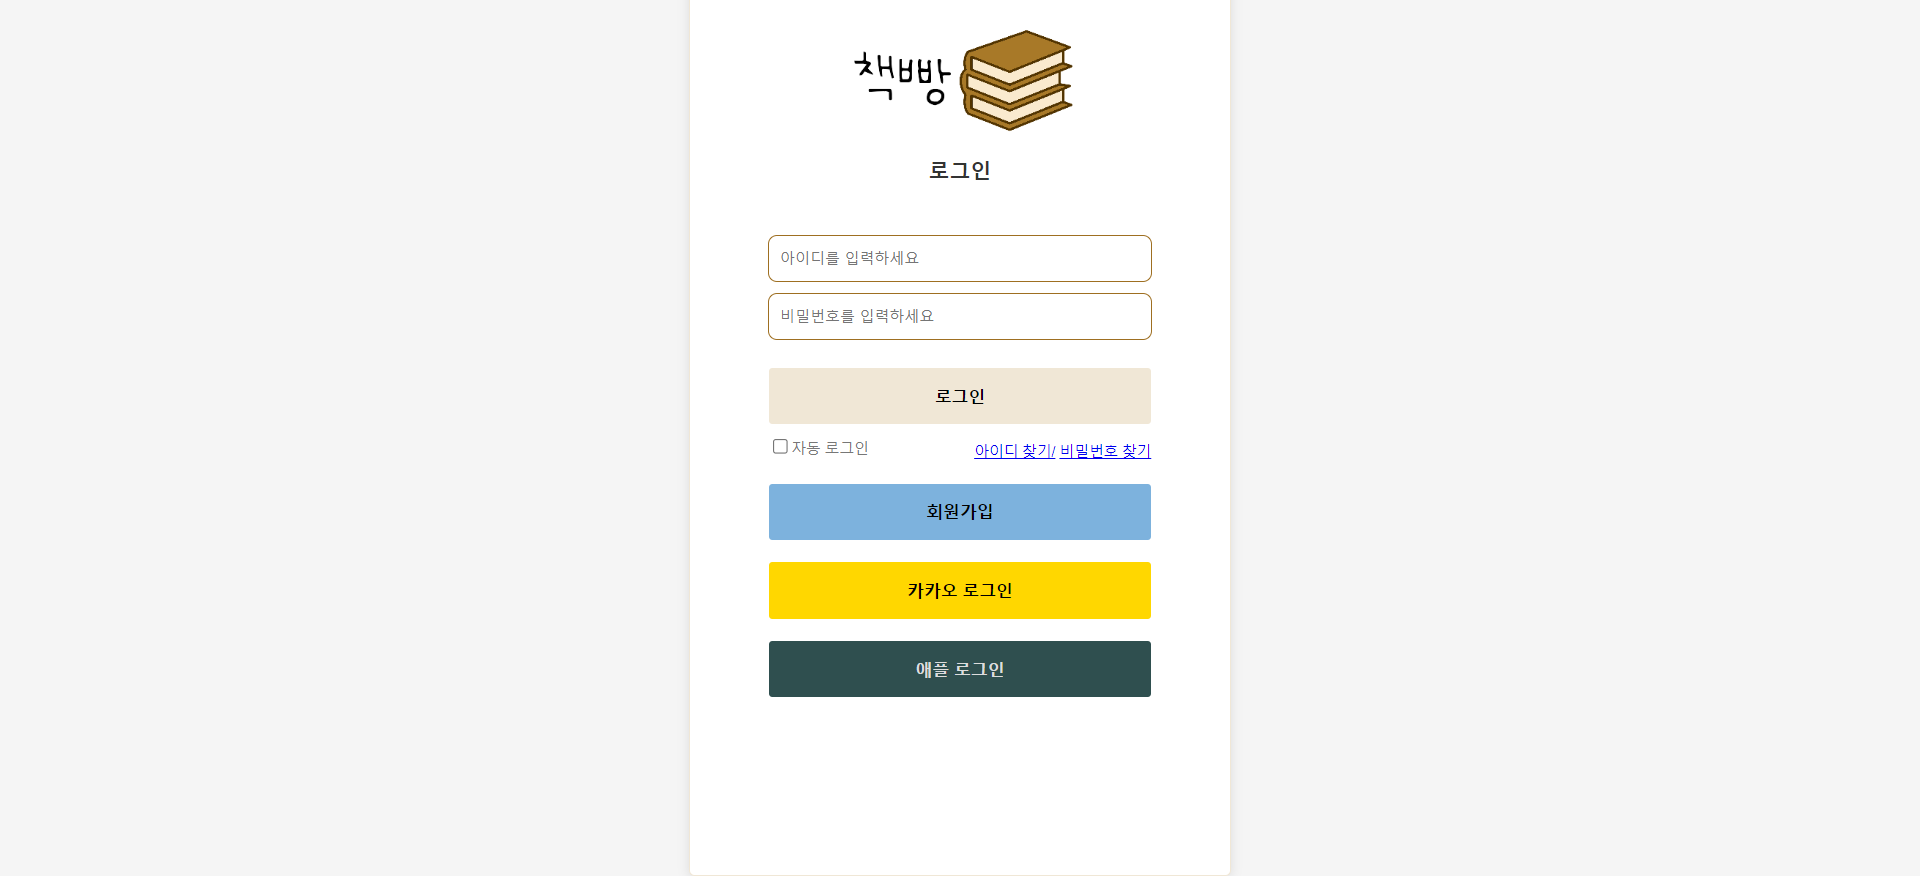 책빵
로그인
아이디를 입력하세요
비밀번호를 입력하세요
로그인
자동 로그인 아이디 찾기/ 비밀번호 찾기
회원가입
카카오 로그인
애플 로그인